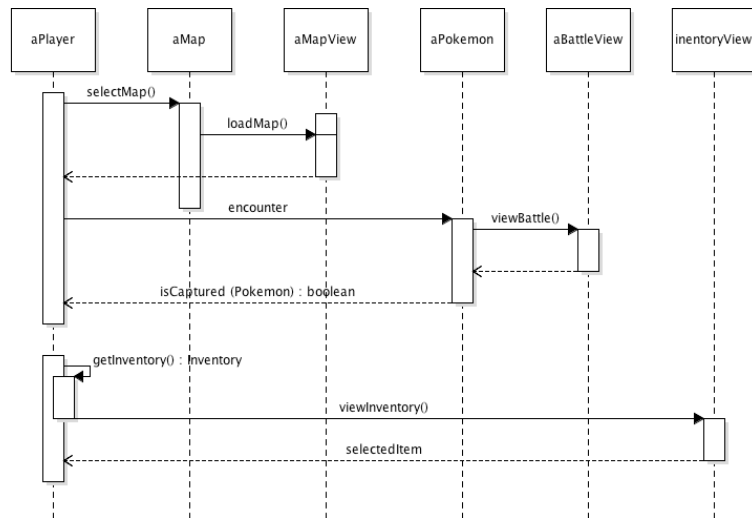 aPlayer
aMap
aMapView
aPokemon
aBattleView
inentoryView
selectMap()
loadMap()
encounter
viewBattle()
isCaptured (Pokemon) : boolean
getInventory() : Inventory
viewInventory()
selectedItem